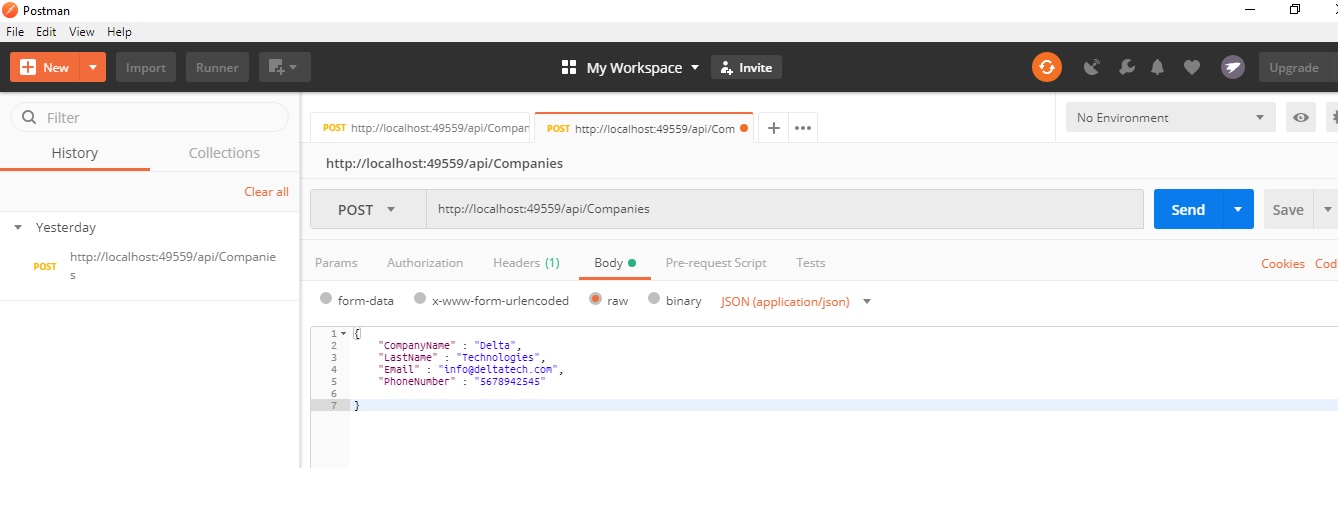 Postman
File Edit View Help
New Import Runner My Workspace Invite Upgrade
Filter
History Collections
Clear all
Yesterday
POST http://localhost:49559/api/Companie
s
POST http://localhost:49559/api/Compan POST http://localhost:49559/api/Com
No Environment
http://localhost:49559/api/Companies
POST http://localhost:49559/api/Companies Send Save
Params Authorization Headers (1) Body Pre-request Script Tests Cookies Cod
form-data x-www-form-urlencoded raw binary JSON (application/json)
1 {
2 "CompanyName" : "Delta",
3 "LastName" : "Technologies",
4 "Email" : "info@deltatech.com",
5 "PhoneNumber" : "5678942545"
6
7 }